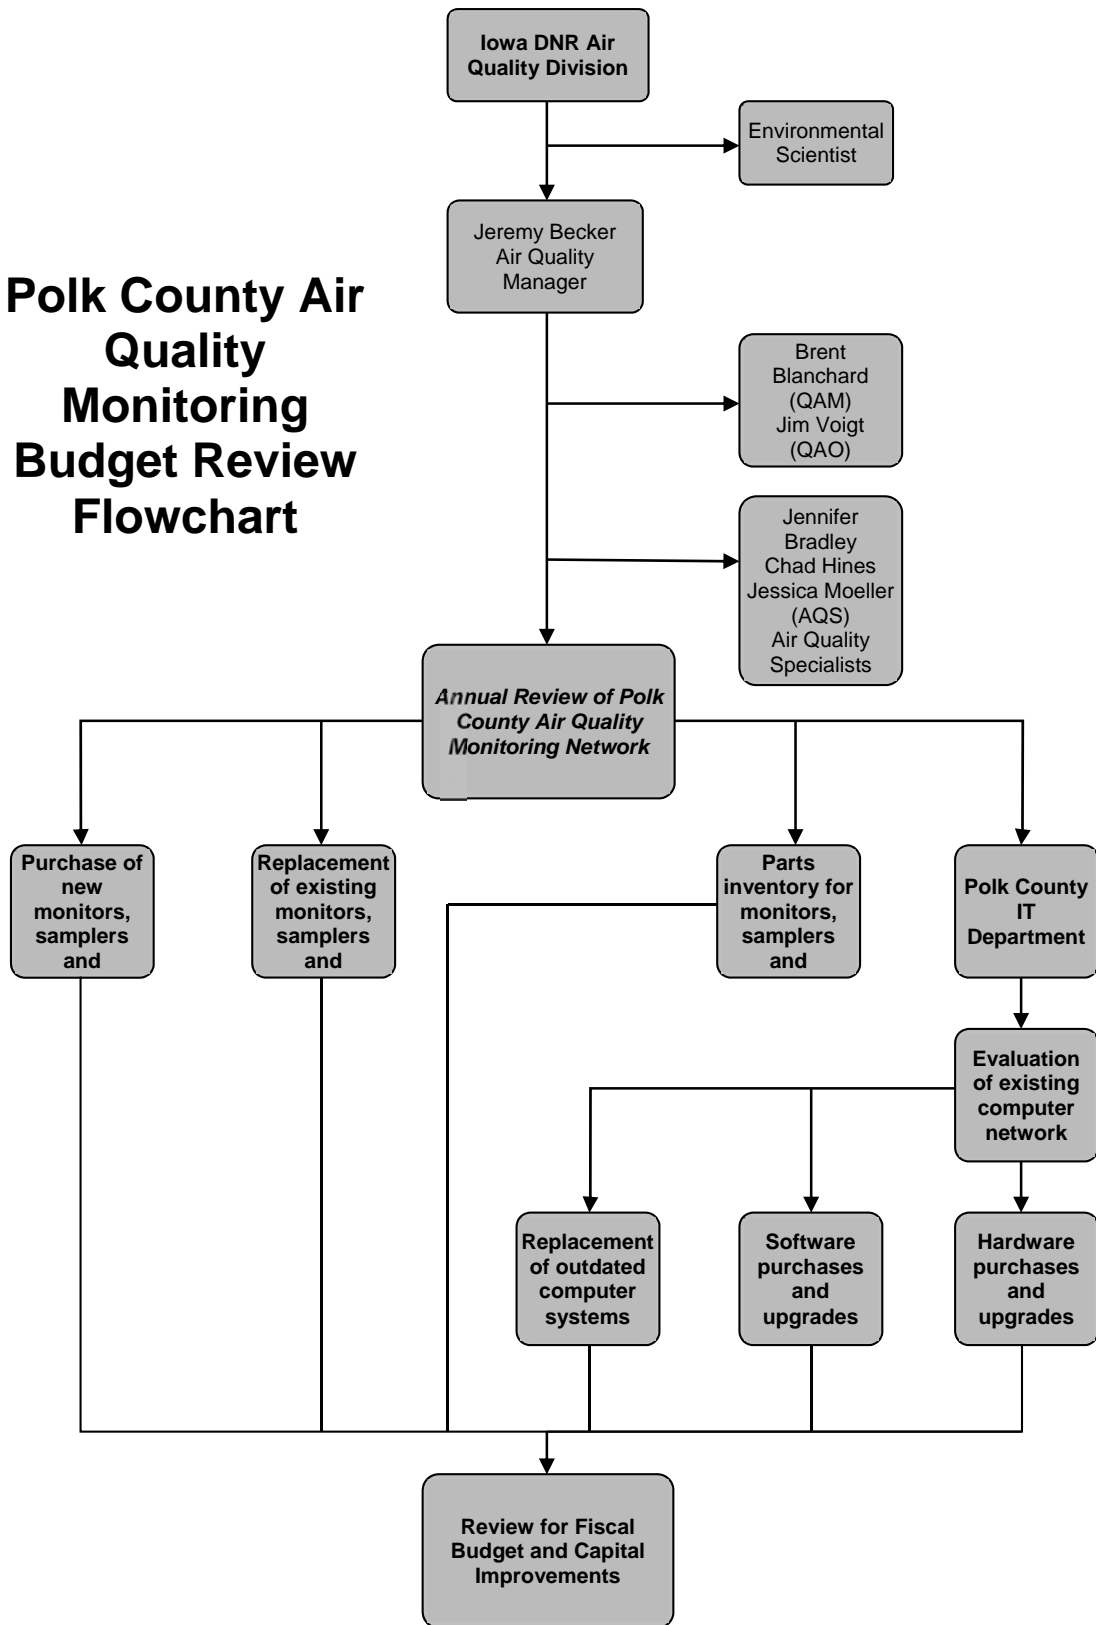 Iowa DNR Air
Quality Division
Environmental
Scientist
Jeremy Becker
Air Quality
Manager
Polk County Air
Quality
Monitoring
Budget Review
Flowchart
Brent
Blanchard
(QAM)
Jim Voigt
(QAO)
Jennifer
Bradley
Chad Hines
Jessica Moeller
(AQS)
Air Quality
Specialists
Annual Review of Polk
County Air Quality
Monitoring Network
Purchase of
new
monitors,
samplers
and
Replacement
of existing
monitors,
samplers
and
Parts
inventory for
monitors,
samplers
and
Polk County
IT
Department
Evaluation
of existing
computer
network
Replacement
of outdated
computer
systems
Software
purchases
and
upgrades
Hardware
purchases
and
upgrades
Review for Fiscal
Budget and Capital
Improvements